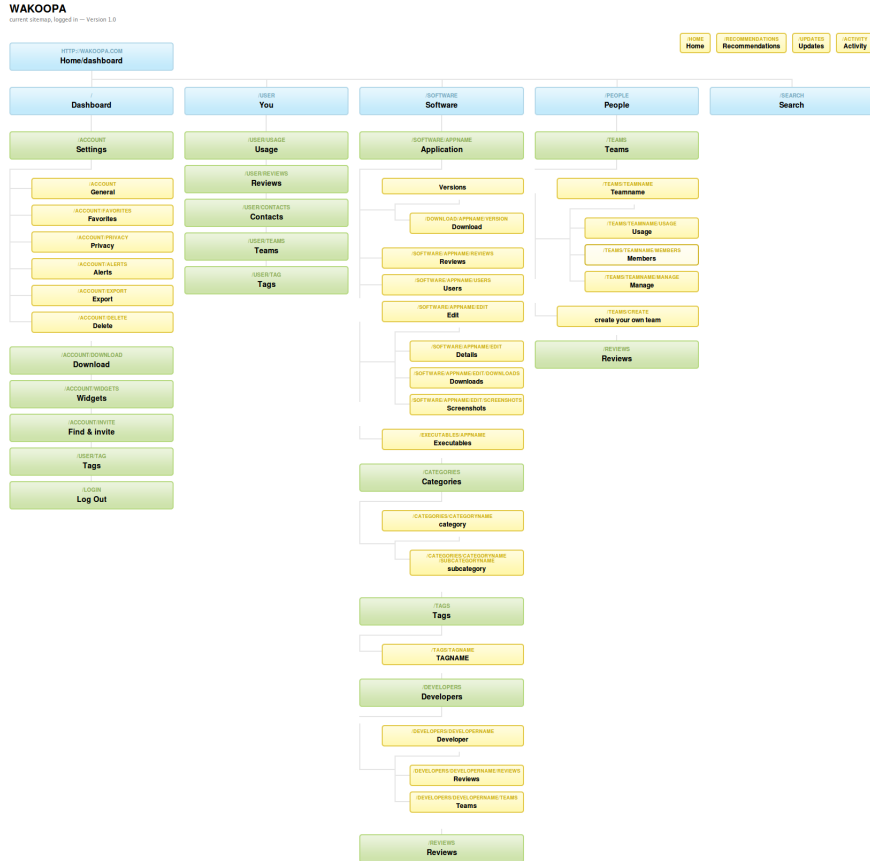 WAKOOPA
current sitemap, logged in — Version 1.0
/HOME
Home
/RECOMMENDATIONS
Recommendations
/UPDATED
Updates
/ACTIVITY
Activity
HTTP://WAKOOPA.COM
Home/dashboard
/
Dashboard
/USER
You
/SOFTWARE
Software
/PEOPLE
People
/SEARCH
Search
/ACCOUNT
Settings
/ACCOUNT
General
/ACCOUNT/FAVORITES
Favorites
/ACCOUNT/PRIVACY
Privacy
/ACCOUNT/ALERTS
Alerts
/ACCOUNT/EXPORT
Export
/ACCOUNT/DELETE
Delete
/ACCOUNT/DOWNLOAD
Download
/ACCOUNT/WIDGETS
Widgets
/ACCOUNT/INVITE
Find & invite
/USER/TAG
Tags
/LOGIN
Log Out
/USER/USAGE
Usage
/USER/REVIEWS
Reviews
/USER/CONTACTS
Contacts
/USER/TEAMS
Teams
/USER/TAG
Tags
/SOFTWARE/APPNAME
Application
Versions
/DOWNLOAD/APPNAME/VERSION
Download
/SOFTWARE/APPNAME/REVIEWS
Reviews
/SOFTWARE/APPNAME/USERS
Users
/SOFTWARE/APPNAME/EDIT
Edit
/SOFTWARE/APPNAME/EDIT
Details
/SOFTWARE/APPNAME/EDIT/DOWNLOADS
Downloads
/SOFTWARE/APPNAME/EDIT/SCREENSHOTS
Screenshots
/EXECUTABLES/APPNAME
Executables
/CATEGORIES
Categories
/CATEGORIES/CATEGORYNAME
category
/CATEGORIES/CATEGORYNAME
/SUBCATEGORYNAME
subcategory
/TAGS
Tags
/TAGS/TAGNAME
TAGNAME
/DEVELOPERS
Developers
/DEVELOPERS/DEVELOPERNAME
Developer
/DEVELOPERS/DEVELOPERNAME/REVIEWS
Reviews
/DEVELOPERS/DEVELOPERNAME/TEAMS
Teams
/REVIEWS
Reviews
/TEAMS
Teams
/TEAMS/TEAMNAME
Teamname
/TEAMS/TEAMNAME/USAGE
Usage
/TEAMS/TEAMNAME/MEMBERS
Members
/TEAMS/TEAMNAME/MANAGE
Manage
/TEAMS/CREATE
create your own team
/REVIEWS
Reviews